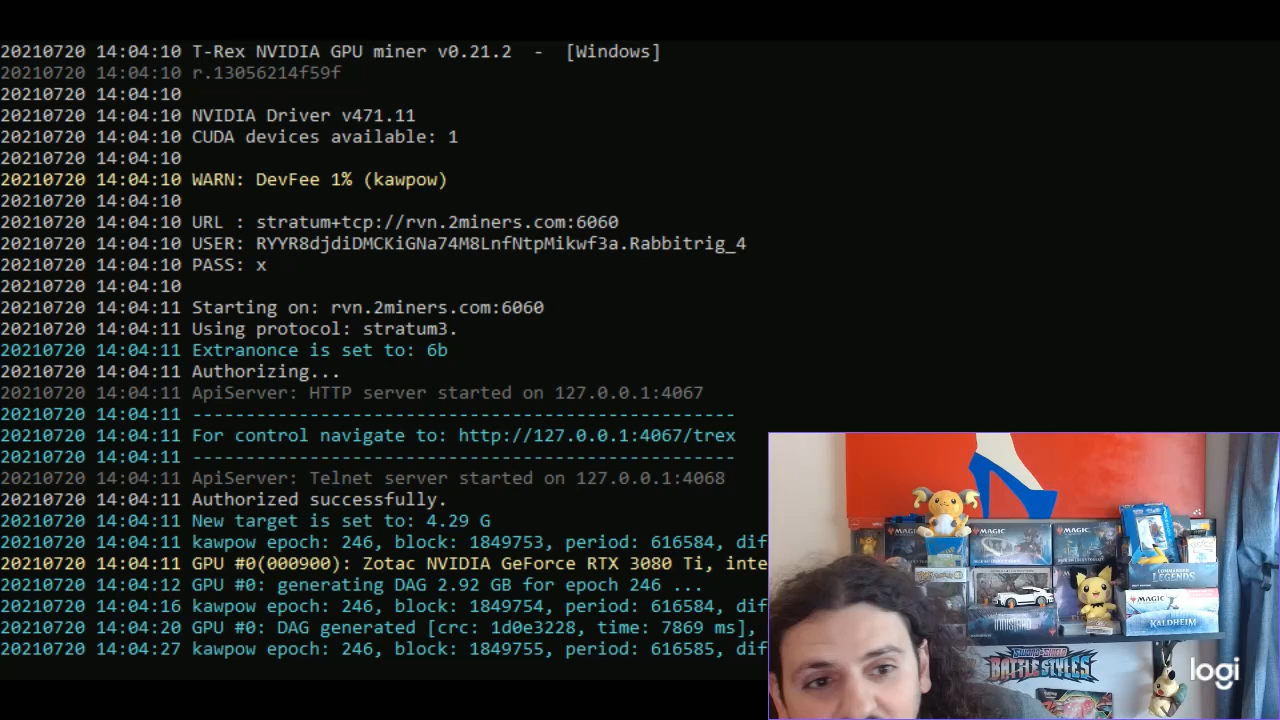 20210720 14:04:10 T-Rex NVIDIA GPU miner v0.21.2 - [Windows]
20210720 14:04:10 r.13056214f59f
20210720 14:04:10
20210720 14:04:10 NVIDIA Driver v471.11
20210720 14:04:10 CUDA devices available: 1
20210720 14:04:10
20210720 14:04:10 WARN: DevFee 1% (kawpow)
20210720 14:04:10
20210720 14:04:10 URL : stratum+tcp://rvn.2miners.com:6060
20210720 14:04:10 USER: RYYR8djdiDMCKiGNa74M8LnfNtpMikwf3a.Rabbitrig_4
20210720 14:04:10 PASS: x
20210720 14:04:10
20210720 14:04:11 Starting on: rvn.2miners.com:6060
20210720 14:04:11 Using protocol: stratum3.
20210720 14:04:11 Extranonce is set to: 6b
20210720 14:04:11 Authorizing...
20210720 14:04:11 ApiServer: HTTP server started on 127.0.0.1:4067
20210720 14:04:11 ---------------------------------------------------
20210720 14:04:11 For control navigate to: http://127.0.0.1:4067/trex
20210720 14:04:11 ---------------------------------------------------
20210720 14:04:11 ApiServer: Telnet server started on 127.0.0.1:4068
20210720 14:04:11 Authorized successfully.
20210720 14:04:11 New target is set to: 4.29 G
20210720 14:04:11 kawpow epoch: 246, block: 1849753, period: 616584, dif
20210720 14:04:11 GPU #0(000900): Zotac NVIDIA GeForce RTX 3080 Ti, inte
20210720 14:04:12 GPU #0: generating DAG 2.92 GB for epoch 246 ...
20210720 14:04:16 kawpow epoch: 246, block: 1849754, period: 616584, dif
20210720 14:04:20 GPU #0: DAG generated [crc: 1d0e3228, time: 7869 ms],
20210720 14:04:27 kawpow epoch: 246, block: 1849755, period: 616585, dif
MAGIC
MAGIC
COMMANDER
LEGENDS
MAGIC
KALDHEIM
INNISTRAD
SWORD & SHIELD
BATTLE STYLES
logi